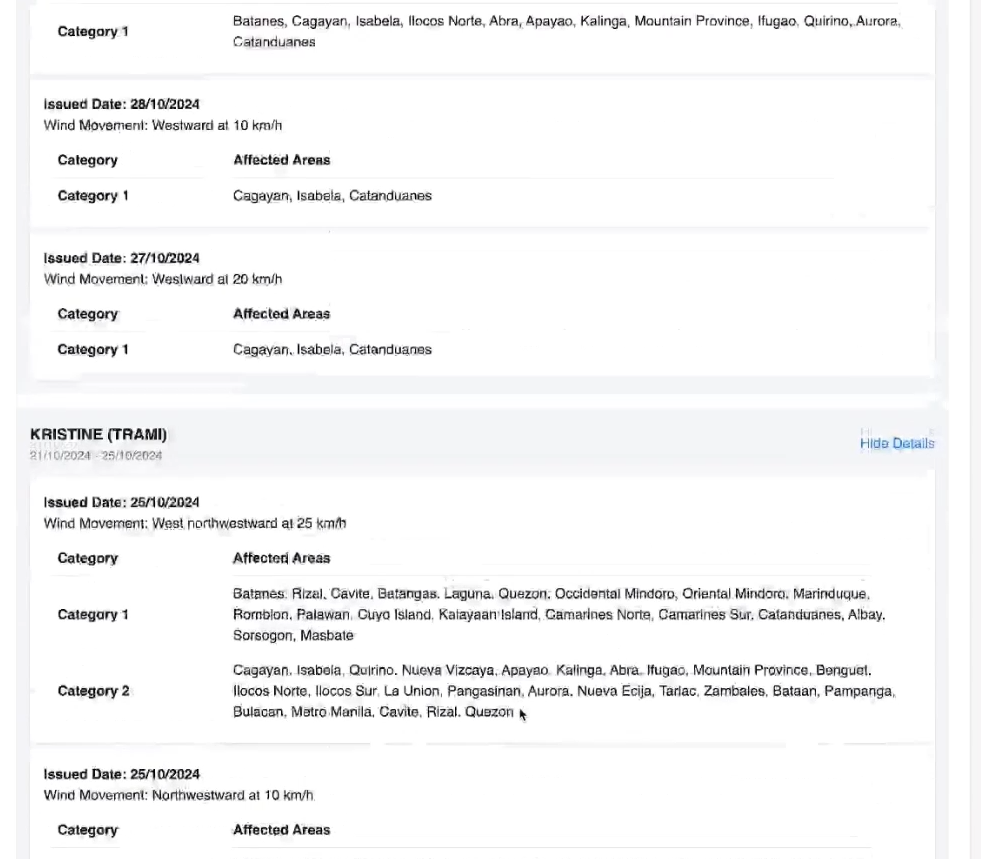 Category 1
Batanes, Cagayan, Isabela, Ilocos Norte, Abra, Apayao, Kalinga, Mountain Province, Ifugao, Quirino, Aurora,
Catanduanes
Issued Date: 28/10/2024
Wind Movement: Westward at 10 km/h
Category Affected Areas
Category 1 Cagayan, Isabela, Catanduanes
Issued Date: 27/10/2024
Wind Movement: Westward at 20 km/h
Category Affected Areas
Category 1 Cagayan, Isabela, Catanduanes
KRISTINE (TRAMI)
Hide Details
21/10/2024 - 25/10/2024
Issued Date: 25/10/2024
Wind Movement: West northwestward at 25 km/h
Category Affected Areas
Category 1
Batanes, Rizal, Cavite, Batangas, Laguna, Quezon, Occidental Mindoro, Oriental Mindoro, Marinduque,
Romblon, Palawan, Cuyo Island, Kalayaan Island, Camarines Norte, Camarines Sur, Catanduanes, Albay,
Sorsogon, Masbate
Category 2
Cagayan, Isabela, Quirino, Nueva Vizcaya, Apayao, Kalinga, Abra, Ifugao, Mountain Province, Benguet,
Ilocos Norte, Ilocos Sur, La Union, Pangasinan, Aurora, Nueva Ecija, Tarlac, Zambales, Bataan, Pampanga,
Bulacan, Metro Manila, Cavite, Rizal, Quezon
Issued Date: 25/10/2024
Wind Movement: Northwestward at 10 km/h
Category Affected Areas